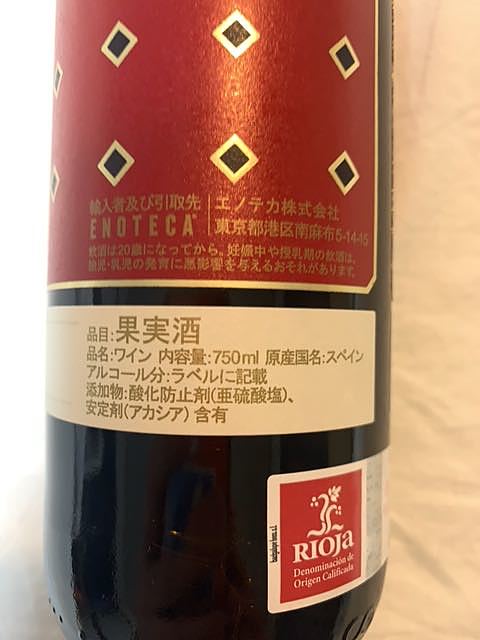 輸入者及び引取先
ENOTECA®
エノテカ株式会社
東京都港区南麻布5-14-15
飲酒は20歳になってから。妊娠中や授乳期の飲酒は、
胎児・乳児の発育に悪影響を与えるおそれがあります。
品目:果実酒
品名:ワイン 内容量:750ml 原産国名:スペイン
アルコール分:ラベルに記載
添加物:酸化防止剤(亜硫酸塩)、
安定剤(アカシア) 含有
RIOJa
Denominación de
Origen Calificada